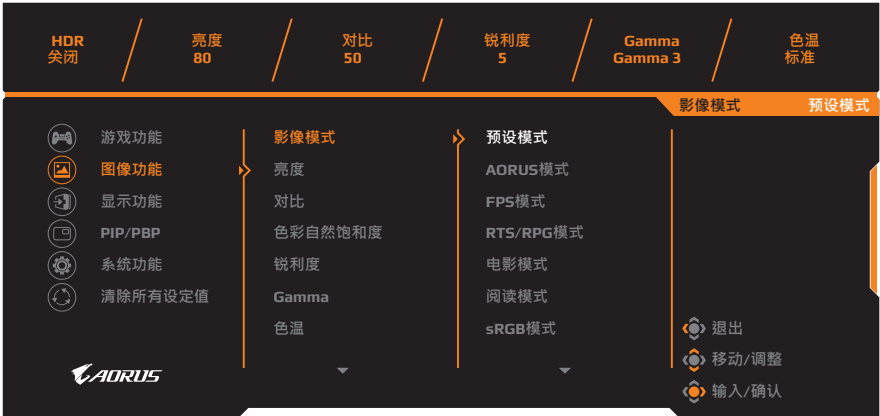 HDR
关闭
亮度
80
对比
50
锐利度
5
Gamma
Gamma 3
色温
标准
影像模式 预设模式
游戏功能
图像功能
显示功能
PIP/PBP
系统功能
清除所有设定值
影像模式
亮度
对比
色彩自然饱和度
锐利度
Gamma
色温
预设模式
AORUS模式
FPS模式
RTS/RPG模式
电影模式
阅读模式
sRGB模式
退出
移动/调整
输入/确认
AORUS